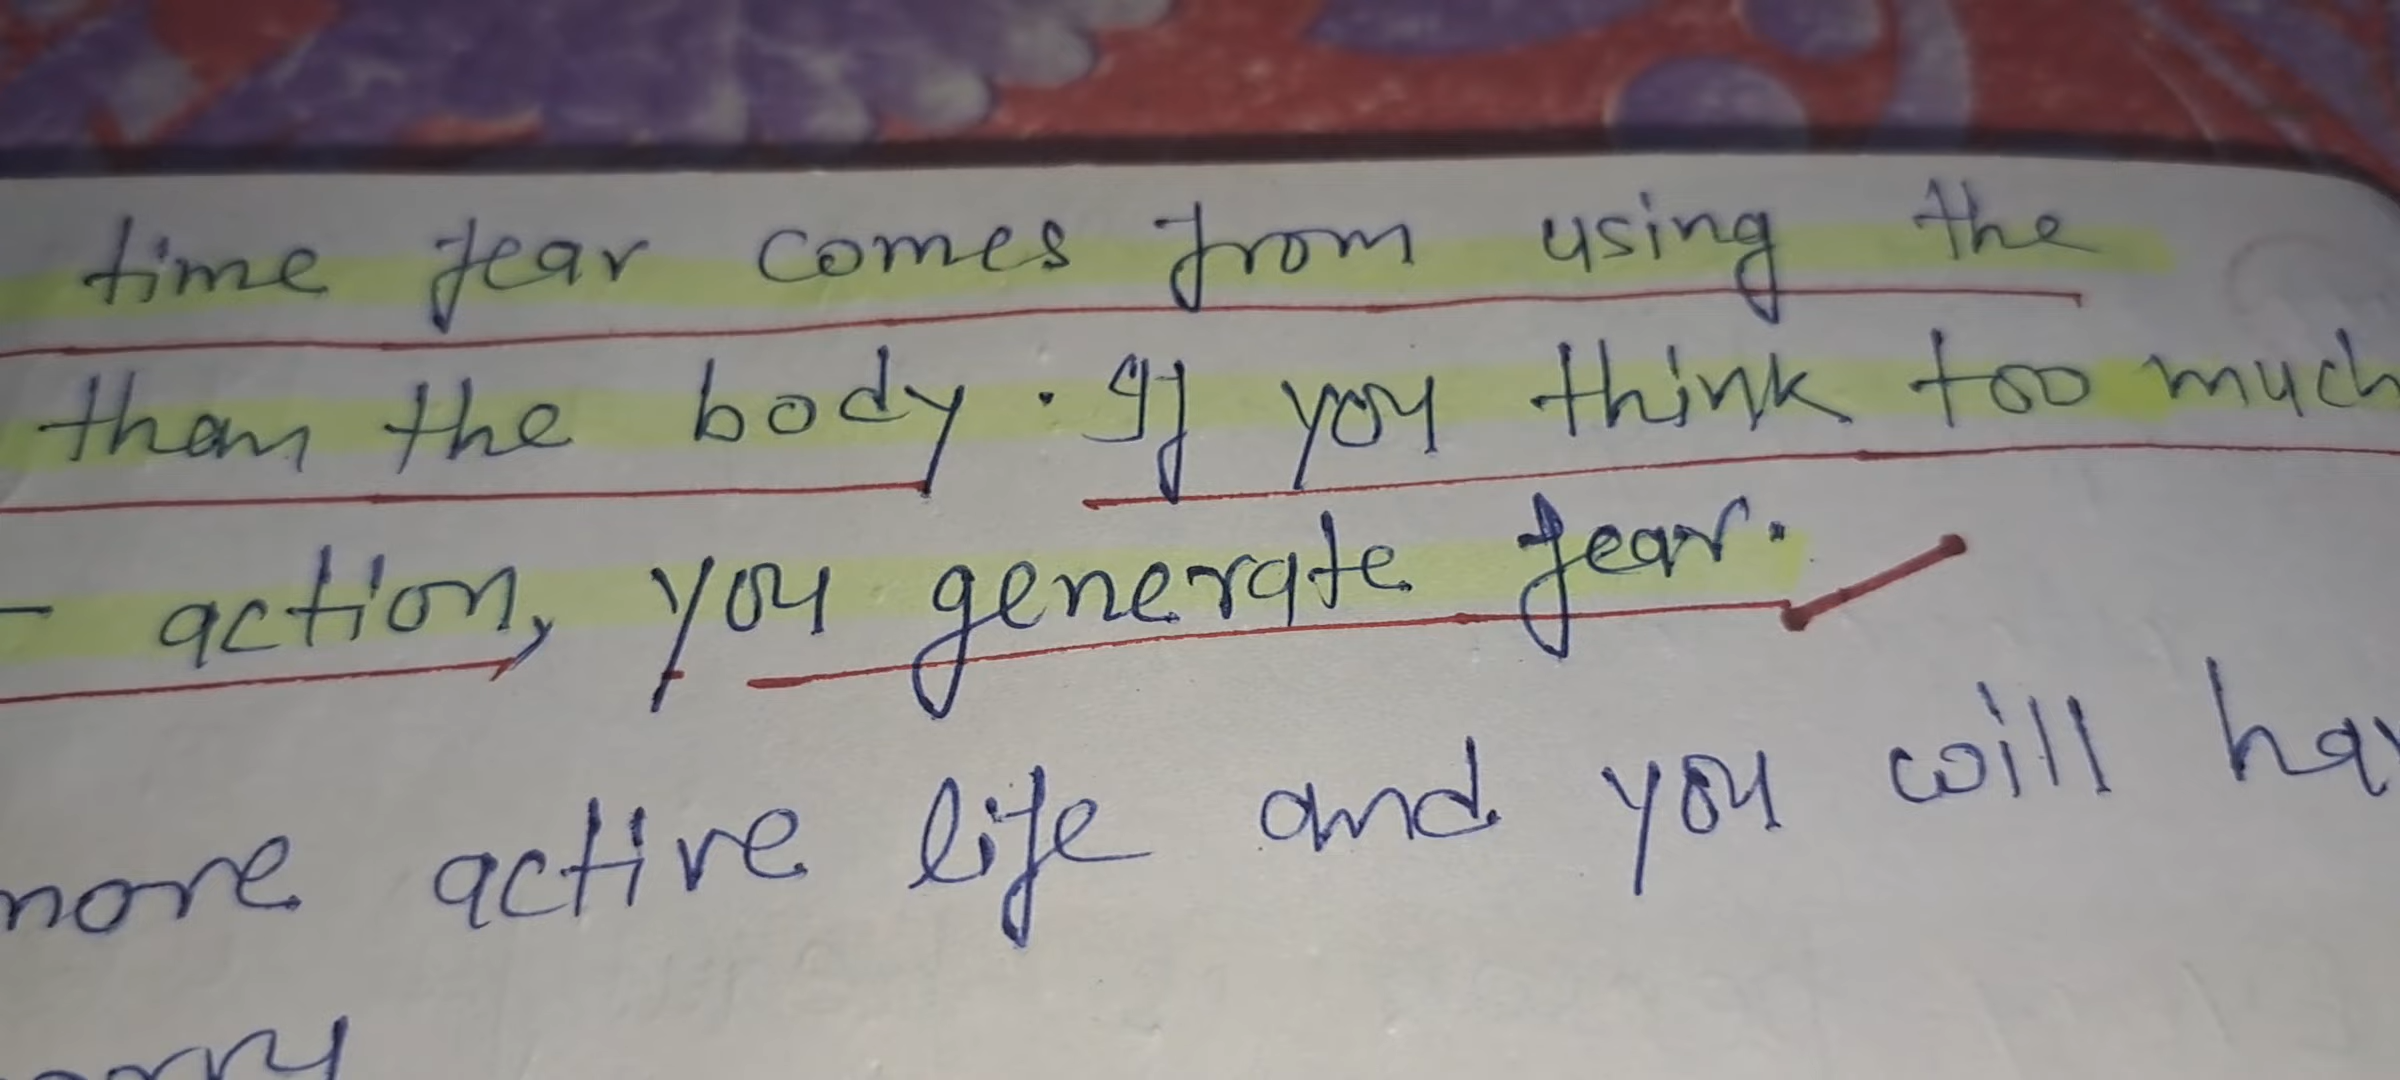 time fear comes from using the
than the body. If you think too much
action, you generate fear.
more active life and you will